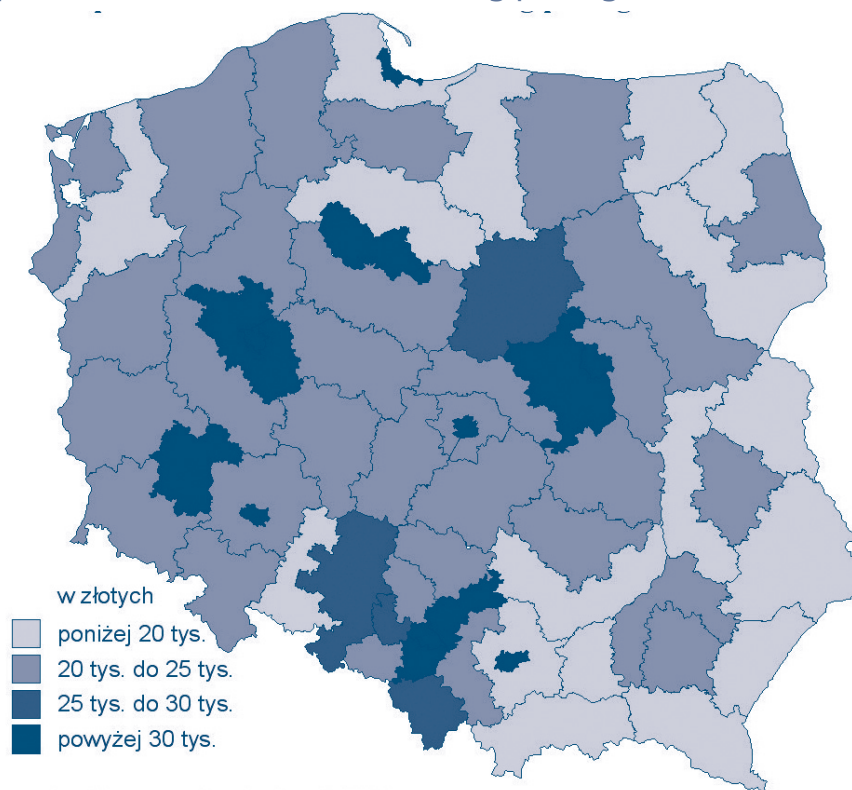 w złotych
poniżej 20 tys.
20 tys. do 25 tys.
25 tys. do 30 tys.
powyżej 30 tys.